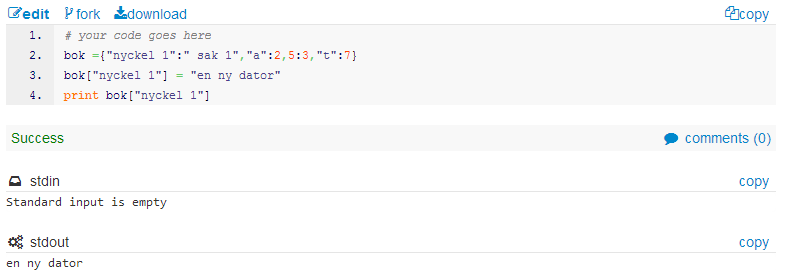 edit fork download copy
1. # your code goes here
2. bok ={"nyckel 1":" sak 1","a":2,5:3,"t":7}
3. bok["nyckel 1"] = "en ny dator"
4. print bok["nyckel 1"]
Success comments (0)
stdin copy
Standard input is empty
stdout copy
en ny dator